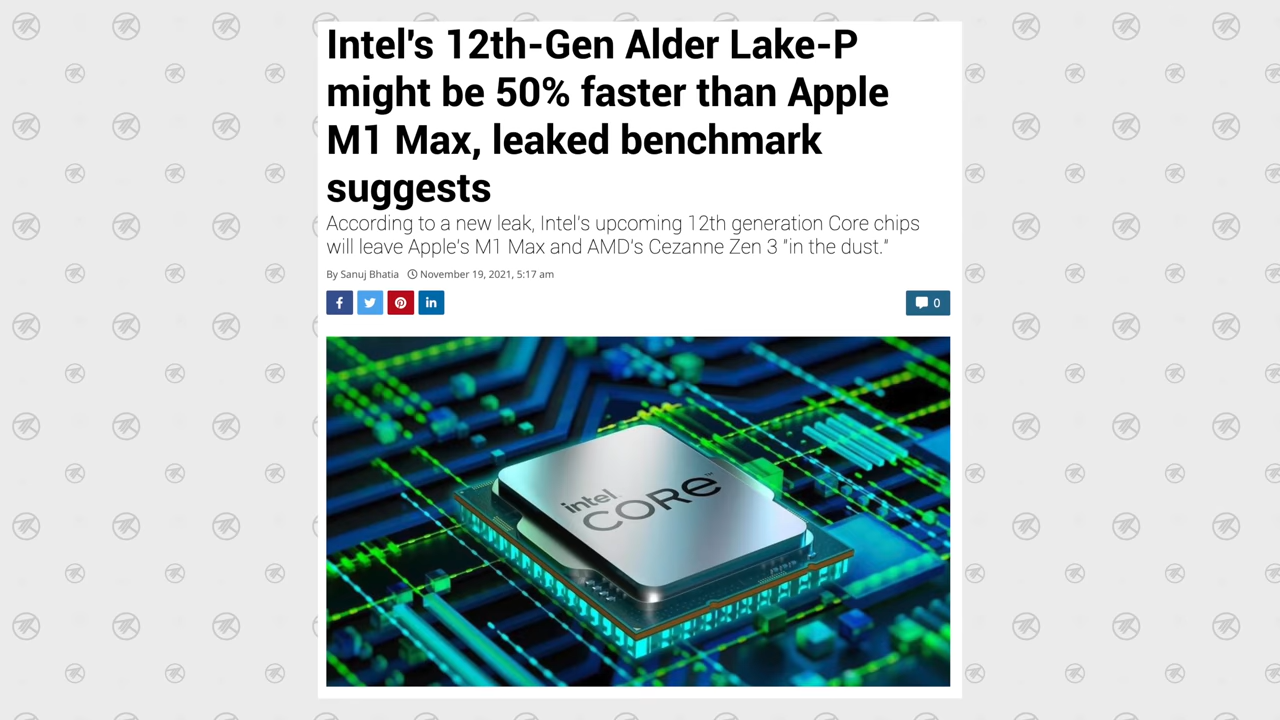 Intel's 12th-Gen Alder Lake-P
might be 50% faster than Apple
M1 Max, leaked benchmark
suggests
According to a new leak, Intel's upcoming 12th generation Core chips
will leave Apple's M1 Max and AMD's Cezanne Zen 3 "in the dust."
By Sanuj Bhatia November 19, 2021, 5:17 am
f in 0
intel
CORE™